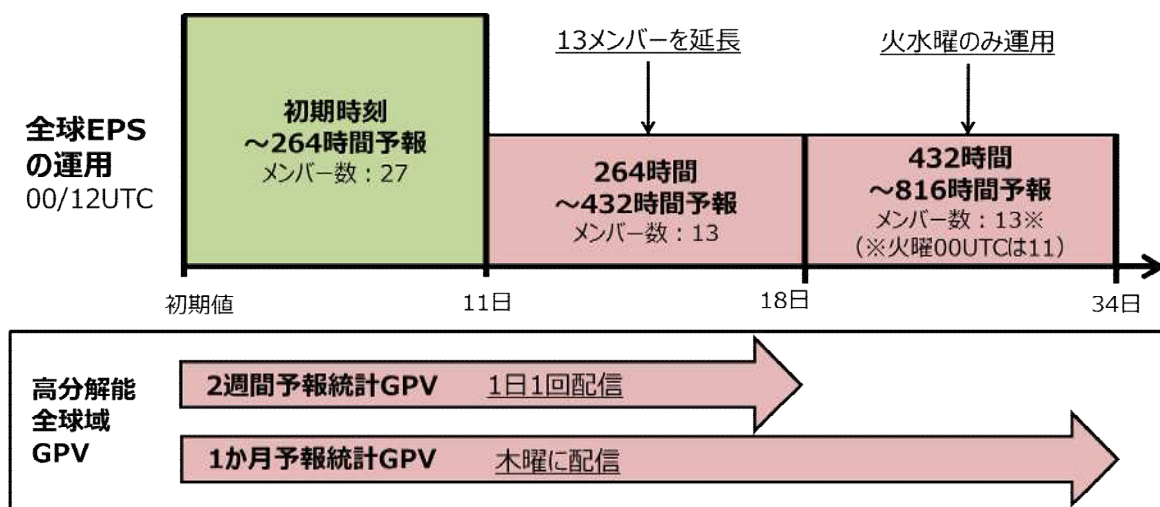 13メンバーを延長
火水曜のみ運用
全球EPS
の運用
00/12UTC
初期時刻
~264時間予報
メンバー数:27
264時間
~432時間予報
メンバー数:13
432時間
~816時間予報
メンバー数:13※
(※火曜00UTCは11)
初期値
11日
18日
34日
高分解能
全球域
GPV
2週間予報統計GPV 1日1回配信
1か月予報統計GPV 木曜に配信